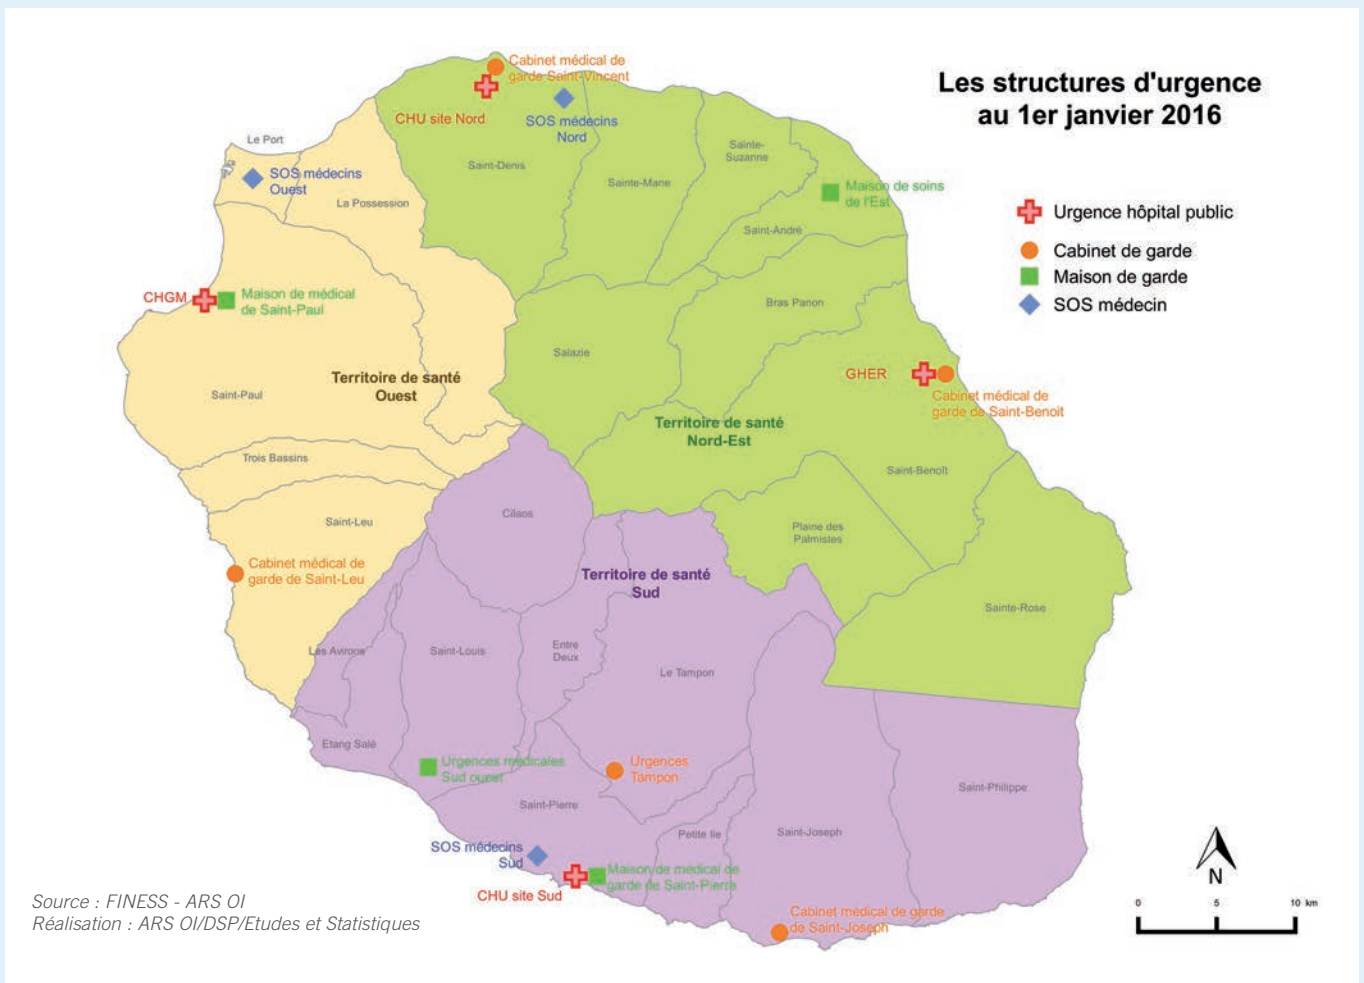 Les structures d'urgence
au 1er janvier 2016
Urgence hôpital public
Cabinet de garde
Maison de garde
SOS médecin
Cabinet médical de
garde Saint-Vincent
CHU site Nord
SOS médecins
Nord
Le Port
SOS médecins
Ouest
La Possession
Saint-Denis
Sainte-Marie
Sainte-
Suzanne
Maison de soins
de l'Est
Saint-André
CHGM
Maison de médical
de Saint-Paul
Bras Panon
Salazie
GHER
Cabinet médical de
garde de Saint-Benoit
Territoire de santé
Ouest
Saint-Paul
Territoire de santé
Nord-Est
Trois Bassins
Saint-Benoît
Saint-Leu
Cilaos
Plaine des
Palmistes
Cabinet médical de
garde de Saint-Leu
Territoire de santé
Sud
Sainte-Rose
Les Avirons
Saint-Louis
Entre
Deux
Le Tampon
Etang Salé
Urgences médicales
Sud ouest
Urgences
Tampon
Saint-Philippe
Saint-Pierre
Petite Ile
Saint-Joseph
SOS médecins
Sud
Maison de médical de
garde de Saint-Pierre
CHU site Sud
Cabinet médical de garde
de Saint-Joseph
N
0 5 10 km
Source : FINESS - ARS OI
Réalisation : ARS OI/DSP/Etudes et Statistiques